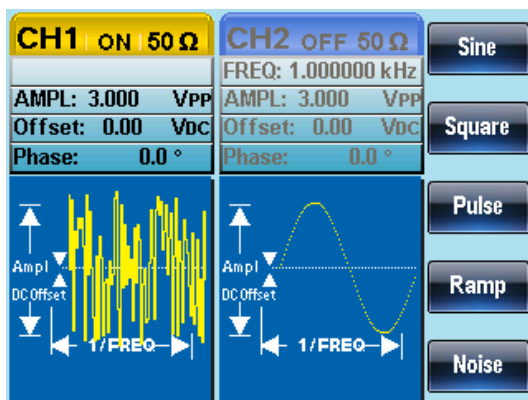 CH1 ON 50 Ω
AMPL: 3.000 VPP
Offset: 0.00 VDC
Phase: 0.0 °
Ampl
DC Offset
1/FREQ
CH2 OFF 50 Ω
FREQ: 1.000000 kHz
AMPL: 3.000 VPP
Offset: 0.00 VDC
Phase: 0.0 °
Ampl
DC Offset
1/FREQ
Sine
Square
Pulse
Ramp
Noise